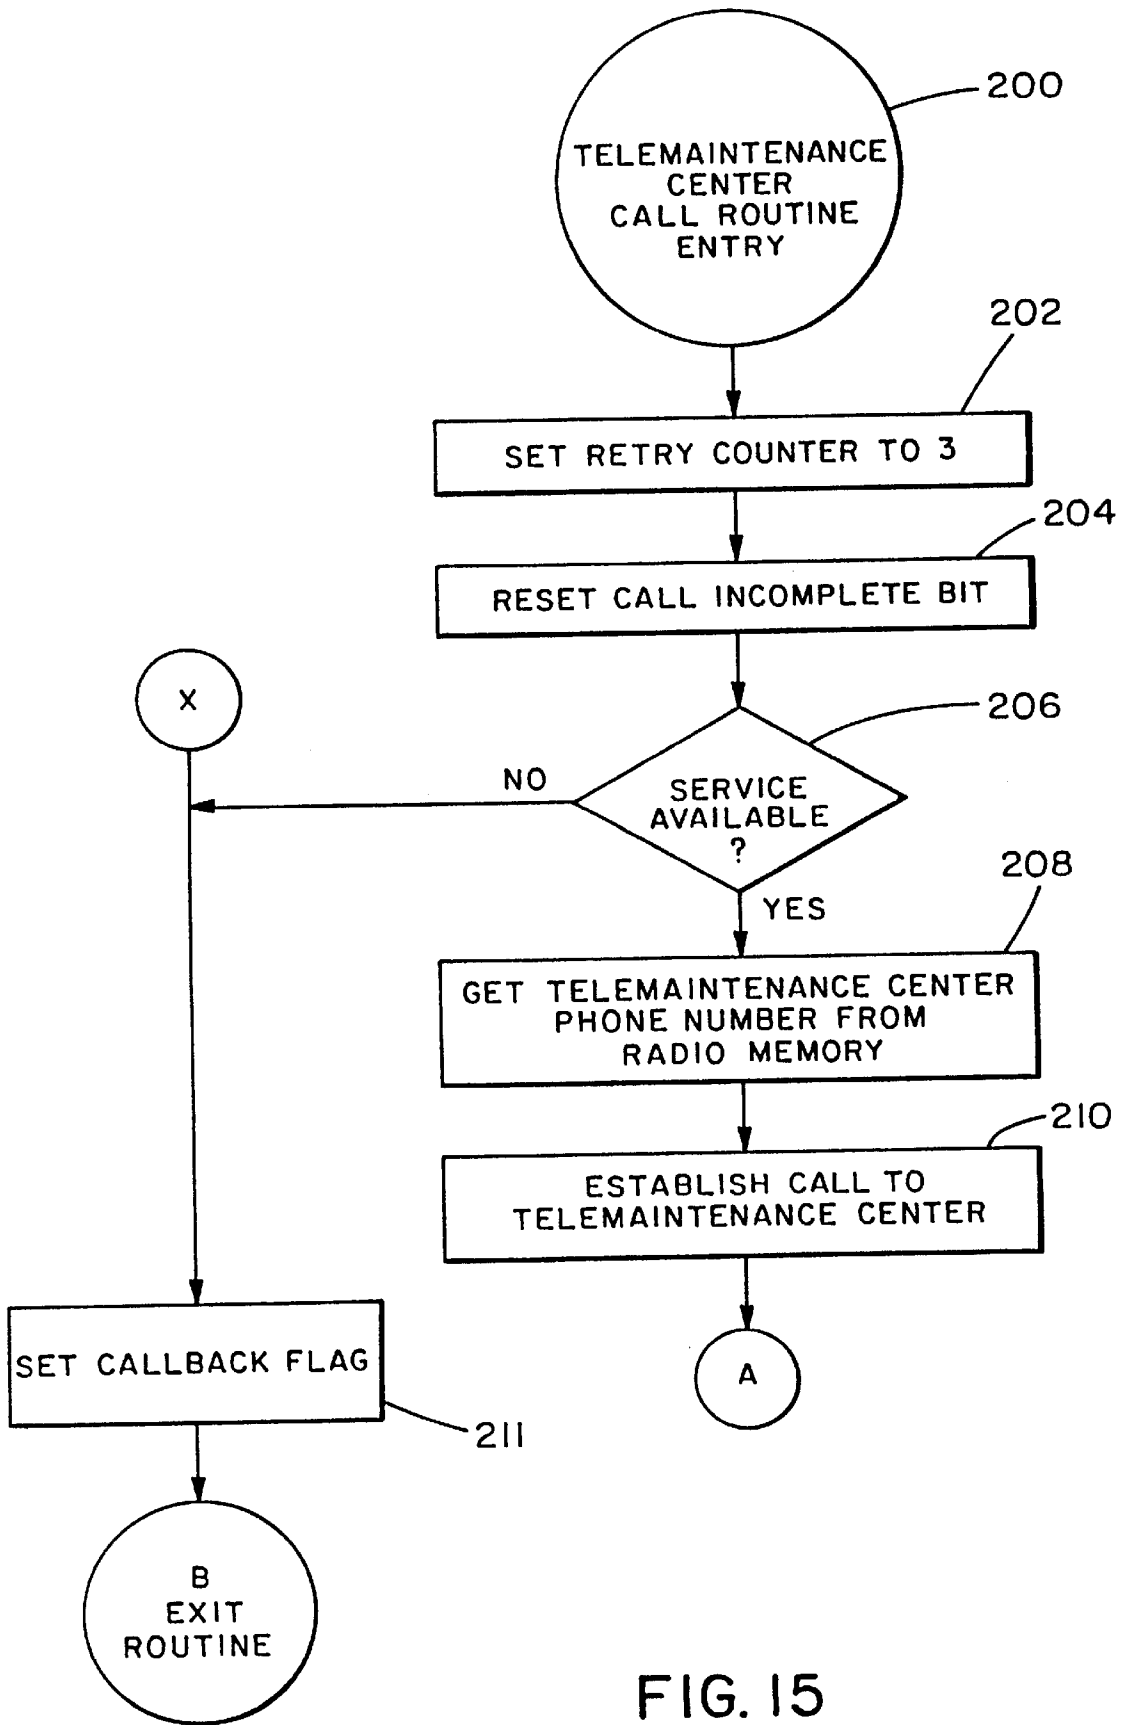 200
TELEMAINTENANCE
CENTER
CALL ROUTINE
ENTRY
202
SET RETRY COUNTER TO 3
204
RESET CALL INCOMPLETE BIT
X
206
NO
SERVICE
AVAILABLE
?
YES
208
GET TELEMAINTENANCE CENTER
PHONE NUMBER FROM
RADIO MEMORY
210
ESTABLISH CALL TO
TELEMAINTENANCE CENTER
A
SET CALLBACK FLAG
211
B
EXIT
ROUTINE
FIG. 15